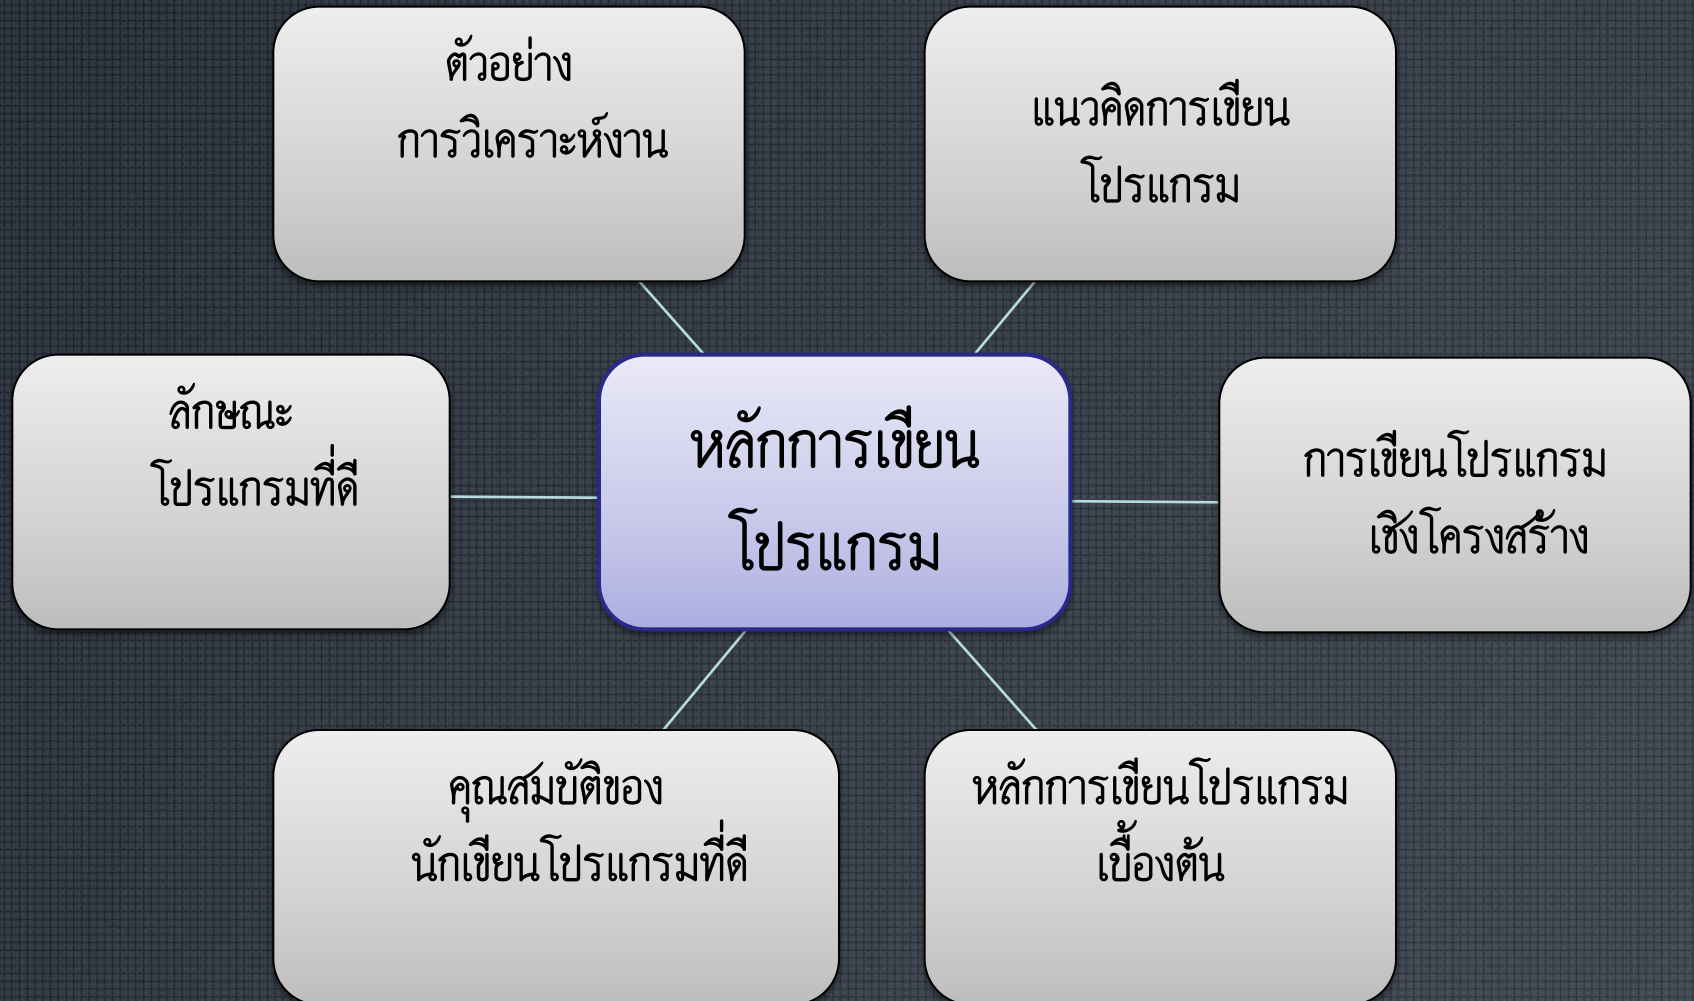 ตัวอย่าง
การวิเคราะห์งาน
แนวคิดการเขียน
โปรแกรม
ลักษณะ
โปรแกรมที่ดี
หลักการเขียน
โปรแกรม
การเขียนโปรแกรม
เชิงโครงสร้าง
คุณสมบัติของ
นักเขียนโปรแกรมที่ดี
หลักการเขียนโปรแกรม
เบื้องต้น